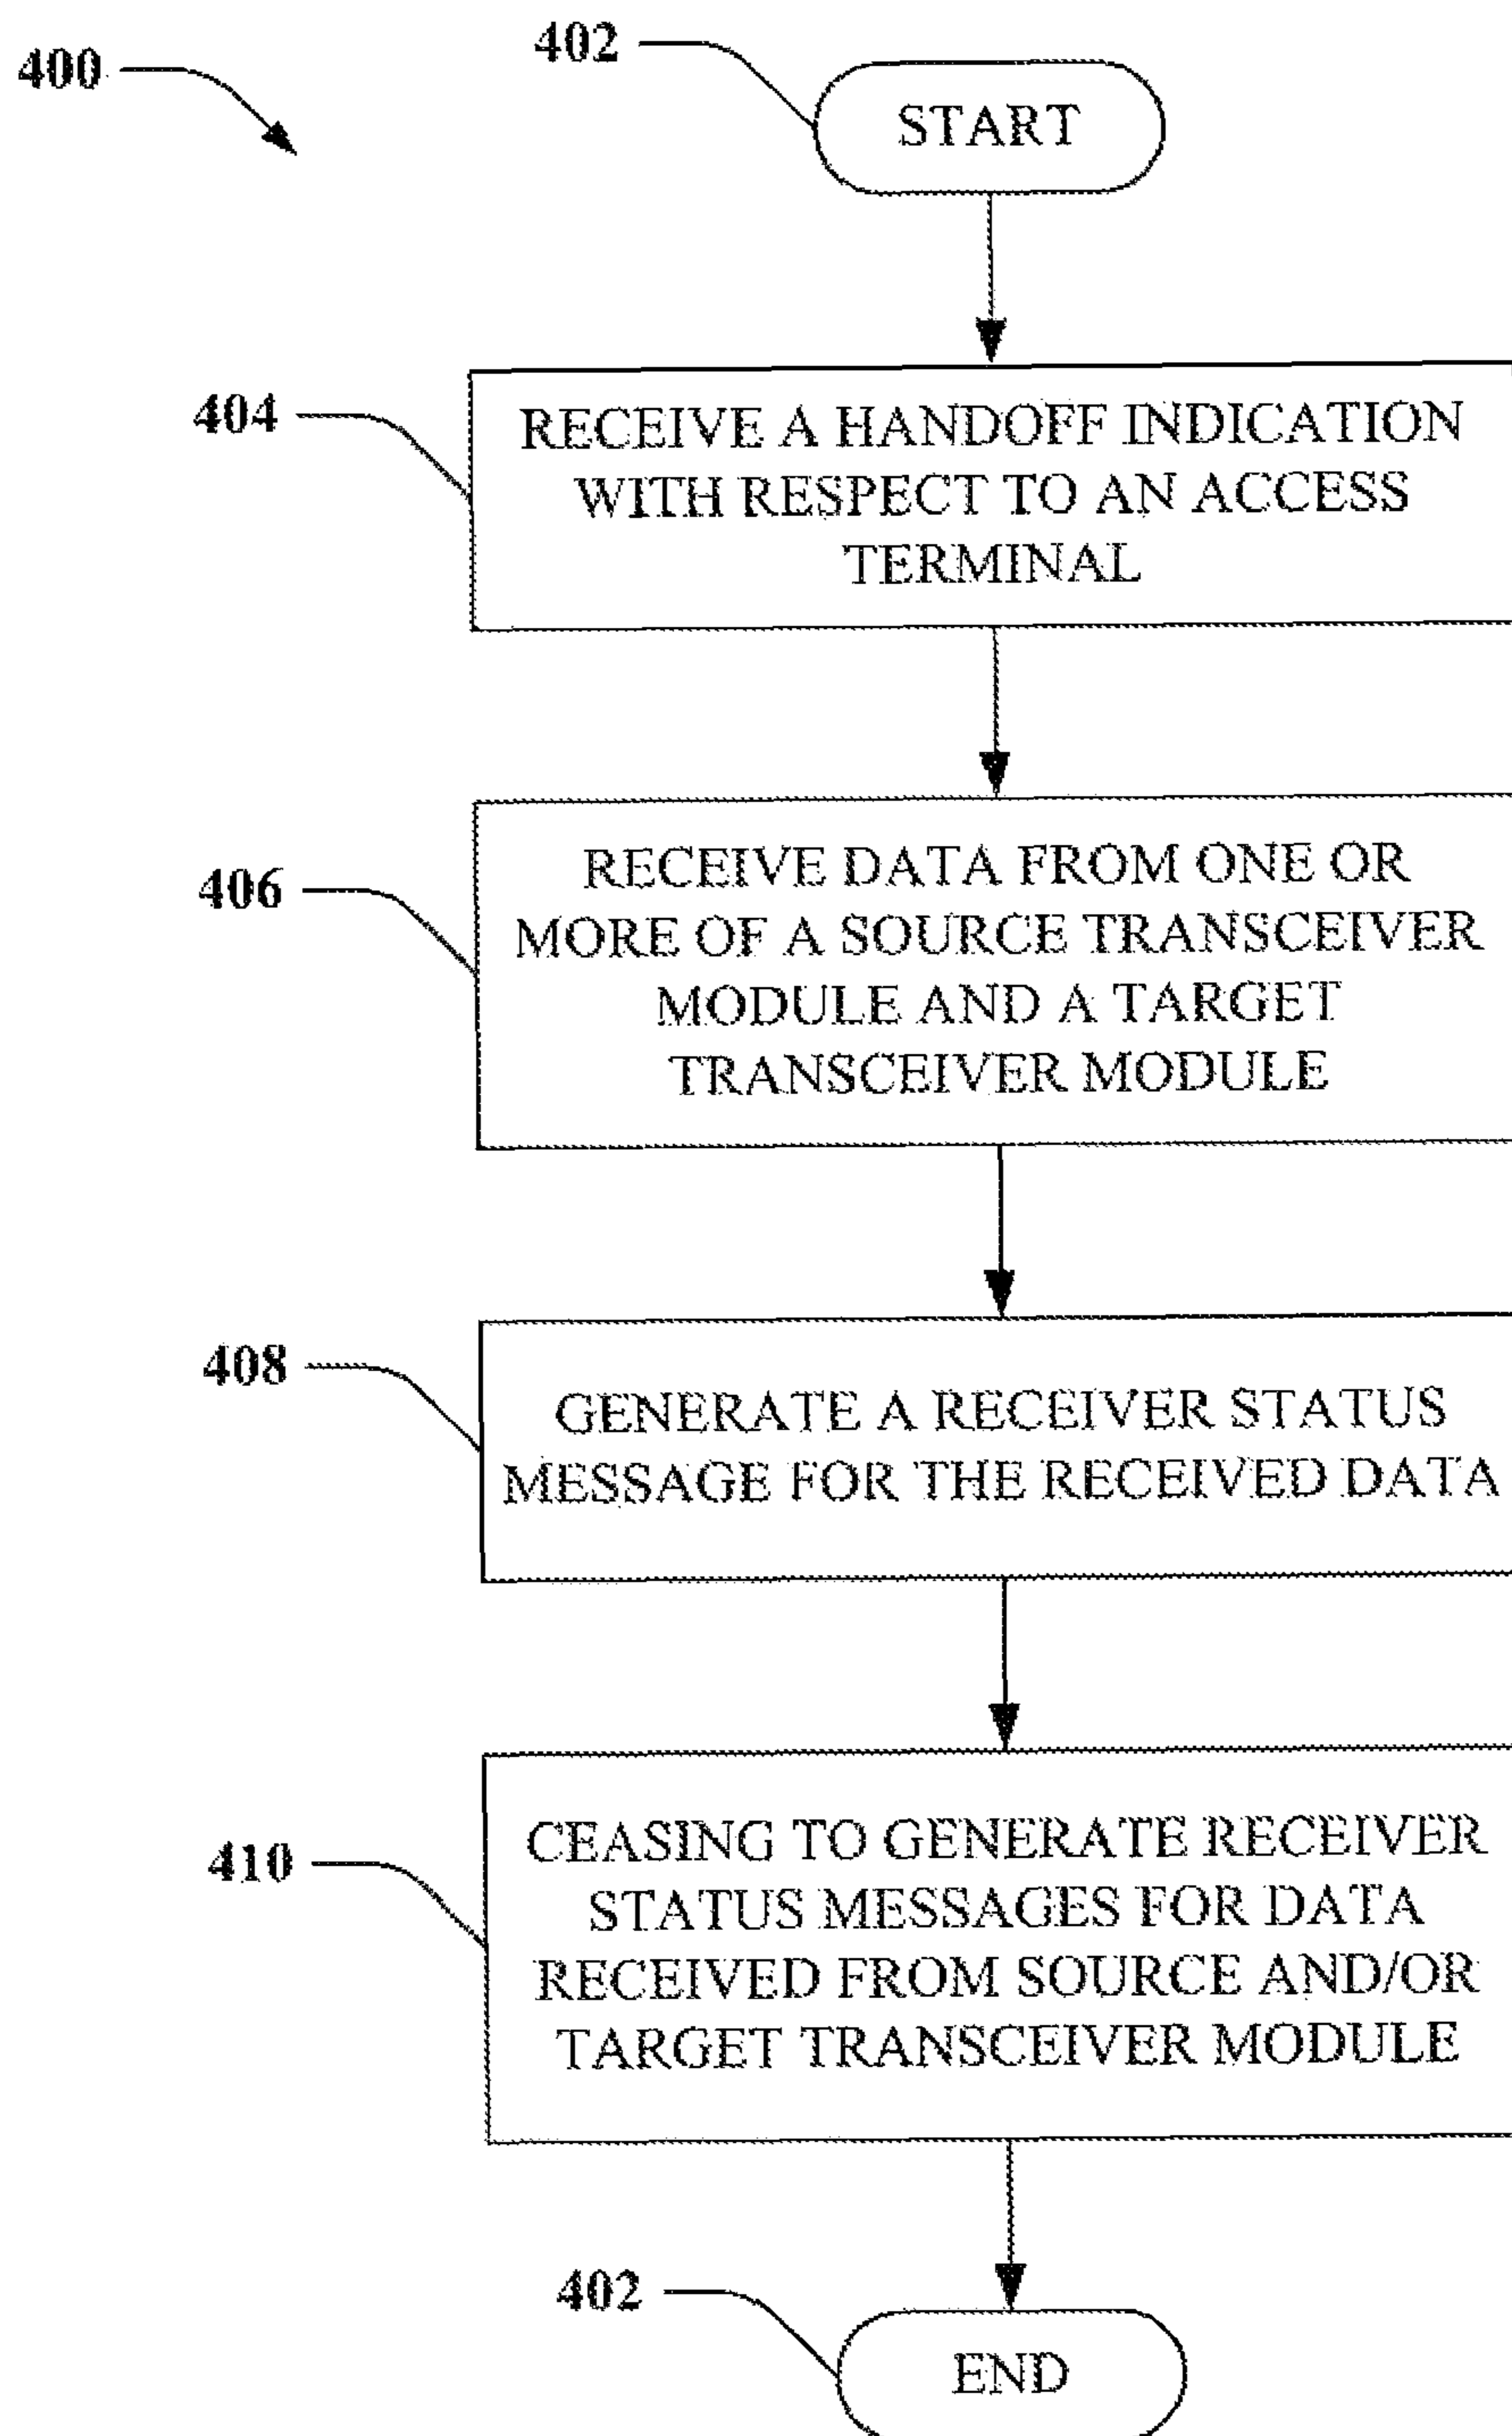 400
402
START
404
RECEIVE A HANDOFF INDICATION
WITH RESPECT TO AN ACCESS
TERMINAL
406
RECEIVE DATA FROM ONE OR
MORE OF A SOURCE TRANSCEIVER
MODULE AND A TARGET
TRANSCEIVER MODULE
408
GENERATE A RECEIVER STATUS
MESSAGE FOR THE RECEIVED DATA
410
CEASING TO GENERATE RECEIVER
STATUS MESSAGES FOR DATA
RECEIVED FROM SOURCE AND/OR
TARGET TRANSCEIVER MODULE
402
END